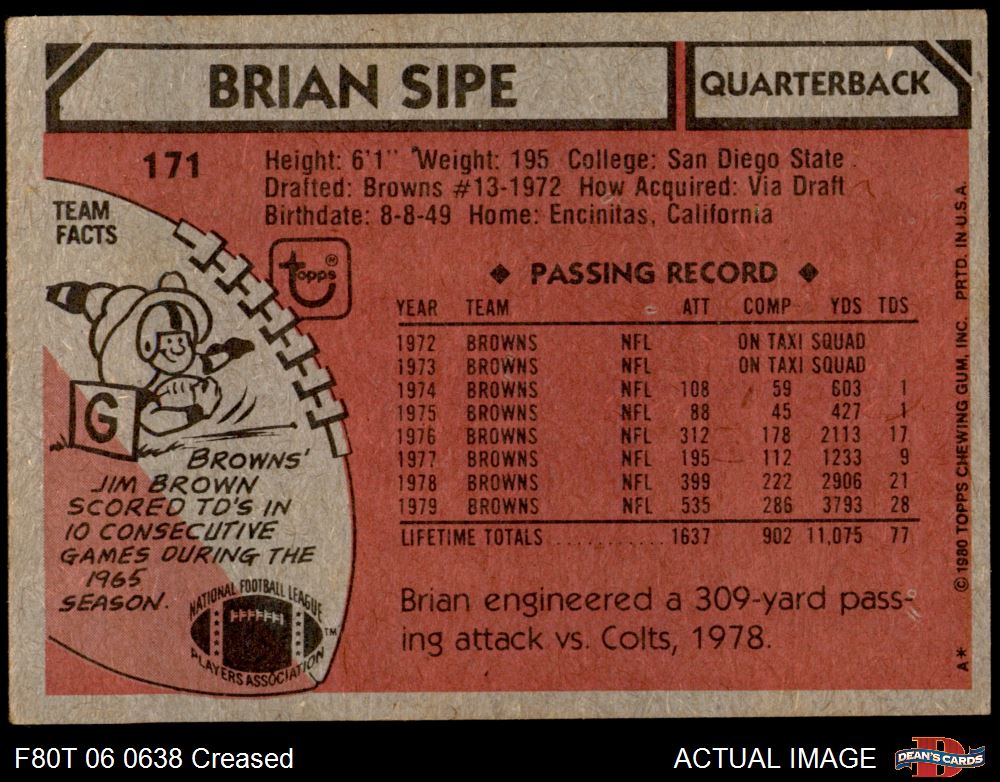 BRIAN SIPE
QUARTERBACK
171
Height: 6'1" Weight: 195 College: San Diego State
Drafted: Browns #13-1972 How Acquired: Via Draft
Birthdate: 8-8-49 Home: Encinitas, California
TEAM
FACTS
topps ®
◆ PASSING RECORD ◆
YEAR TEAM ATT COMP YDS TDS
1972 BROWNS NFL ON TAXI SQUAD
1973 BROWNS NFL ON TAXI SQUAD
1974 BROWNS NFL 108 59 603 1
1975 BROWNS NFL 88 45 427 1
1976 BROWNS NFL 312 178 2113 17
1977 BROWNS NFL 195 112 1233 9
1978 BROWNS NFL 399 222 2906 21
1979 BROWNS NFL 535 286 3793 28
LIFETIME TOTALS ............ 1637 902 11,075 77
G
BROWNS'
JIM BROWN
SCORED TD'S IN
10 CONSECUTIVE
GAMES DURING THE
1965
SEASON.
NATIONAL FOOTBALL LEAGUE
PLAYERS ASSOCIATION
TM
Brian engineered a 309-yard pass-
ing attack vs. Colts, 1978.
A* © 1980 TOPPS CHEWING GUM, INC. PRTD. IN U.S.A.
F80T 06 0638 Creased
ACTUAL IMAGE
D
DEAN'S CARDS